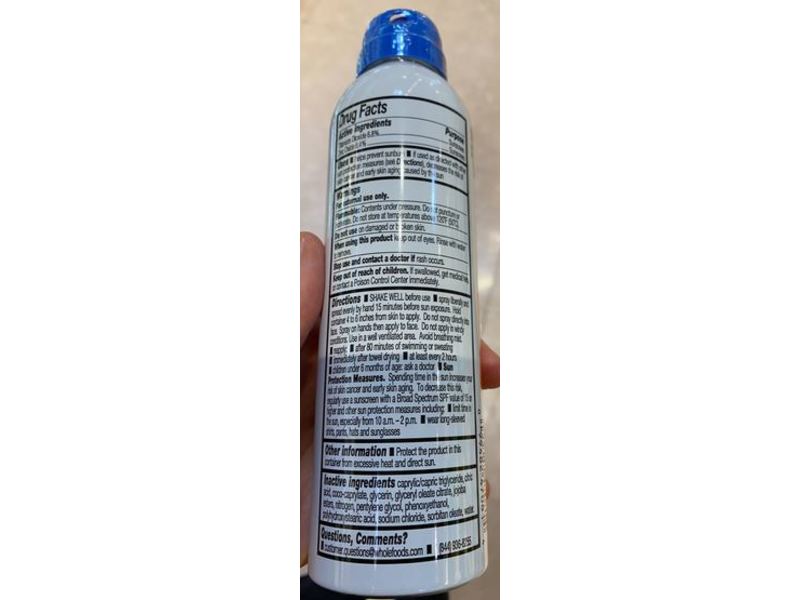 Drug Facts
Active Ingredients Purpose
Titanium Dioxide 6.8% Sunscreen
Zinc Oxide Sunscreen
Uses ■ helps prevent sunburn ■ if used as directed with other
sun protection measures (see Directions), decreases the risk of
skin cancer and early skin aging caused by the sun
Warnings
For external use only.
Flammable: Contents under pressure. Do not puncture or
incinerate. Do not store at temperatures above 120°F (50°C).
Do not use on damaged or broken skin.
When using this product keep out of eyes. Rinse with water
to remove.
Stop use and contact a doctor if rash occurs.
Keep out of reach of children. If swallowed, get medical help
or contact a Poison Control Center immediately.
Directions ■ SHAKE WELL before use ■ spray liberally and
spread evenly by hand 15 minutes before sun exposure. Hold
container 4 to 6 inches from skin to apply. Do not spray directly into
face. Spray on hands then apply to face. Do not apply in windy
conditions. Use in a well ventilated area. Avoid breathing mist.
■ reapply: ■ after 80 minutes of swimming or sweating
■ immediately after towel drying ■ at least every 2 hours
■ children under 6 months of age: ask a doctor ■ Sun
Protection Measures. Spending time in the sun increases your
risk of skin cancer and early skin aging. To decrease this risk,
regularly use a sunscreen with a Broad Spectrum SPF value of 15 or
higher and other sun protection measures including: ■ limit time in
the sun, especially from 10 a.m. – 2 p.m. ■ wear long-sleeved
shirts, pants, hats and sunglasses
Other information ■ Protect the product in this
container from excessive heat and direct sun.
Inactive ingredients caprylic/capric triglyceride, citric
acid, coco-caprylate, glycerin, glyceryl oleate citrate, jojoba
esters, nitrogen, pentylene glycol, phenoxyethanol,
polyhydroxystearic acid, sodium chloride, sorbitan oleate, water
Questions, Comments?
■ customer.questions@wholefoods.com ■ (844) 936-8255